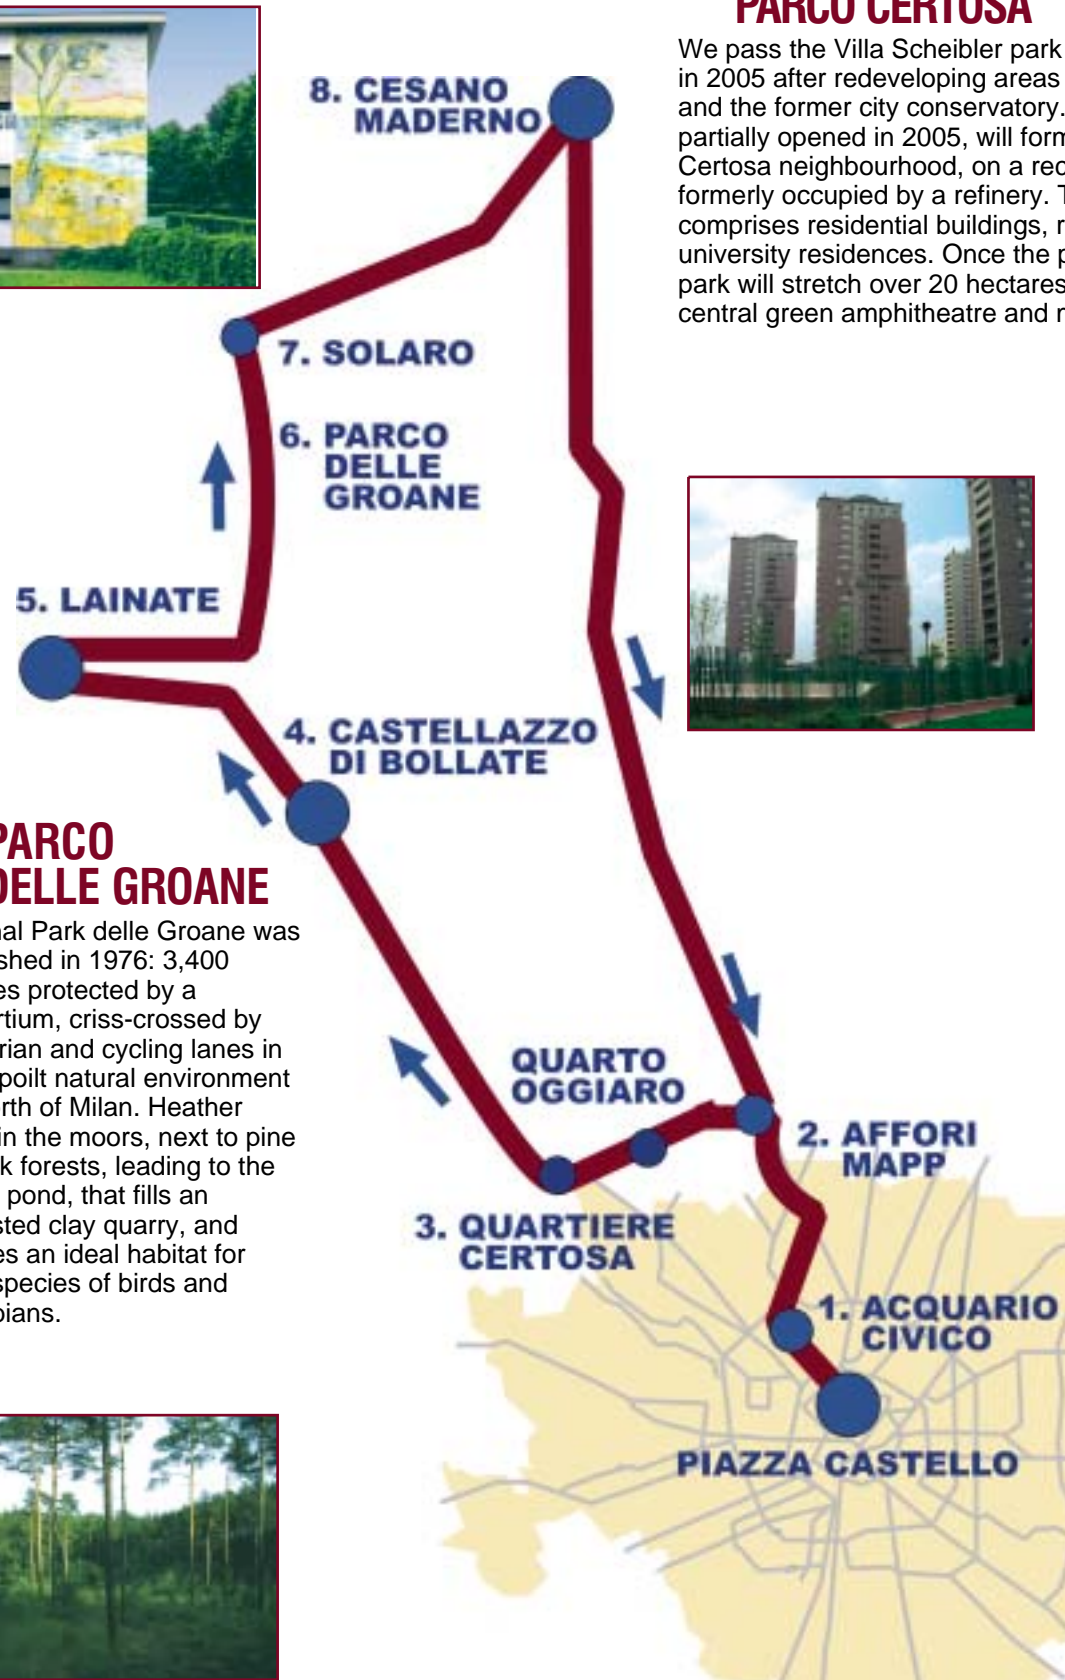 PARCO CERTOSA
We pass the Villa Scheibler park
in 2005 after redeveloping areas
and the former city conservatory.
partially opened in 2005, will form
Certosa neighbourhood, on a rec
formerly occupied by a refinery. T
comprises residential buildings, r
university residences. Once the p
park will stretch over 20 hectares
central green amphitheatre and n
8. CESANO
MADERNO
7. SOLARO
6. PARCO
DELLE
GROANE
5. LAINATE
4. CASTELLAZZO
DI BOLLATE
PARCO
DELLE GROANE
nal Park delle Groane was
shed in 1976: 3,400
es protected by a
rtium, criss-crossed by
rian and cycling lanes in
poilt natural environment
rth of Milan. Heather
in the moors, next to pine
k forests, leading to the
pond, that fills an
sted clay quarry, and
es an ideal habitat for
species of birds and
bians.
QUARTO
OGGIARO
2. AFFORI
MAPP
3. QUARTIERE
CERTOSA
1. ACQUARIO
CIVICO
PIAZZA CASTELLO